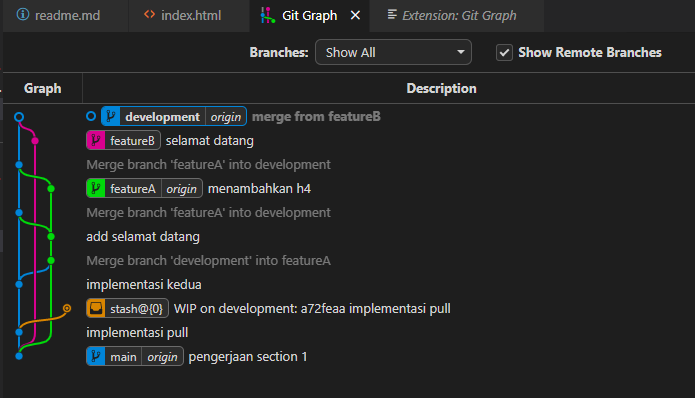 readme.md index.html Git Graph Extension: Git Graph
Branches: Show All Show Remote Branches
Graph Description
development origin merge from featureB
featureB selamat datang
Merge branch 'featureA' into development
featureA origin menambahkan h4
Merge branch 'featureA' into development
add selamat datang
Merge branch 'development' into featureA
implementasi kedua
stash@{0} WIP on development: a72feaa implementasi pull
implementasi pull
main origin pengerjaan section 1